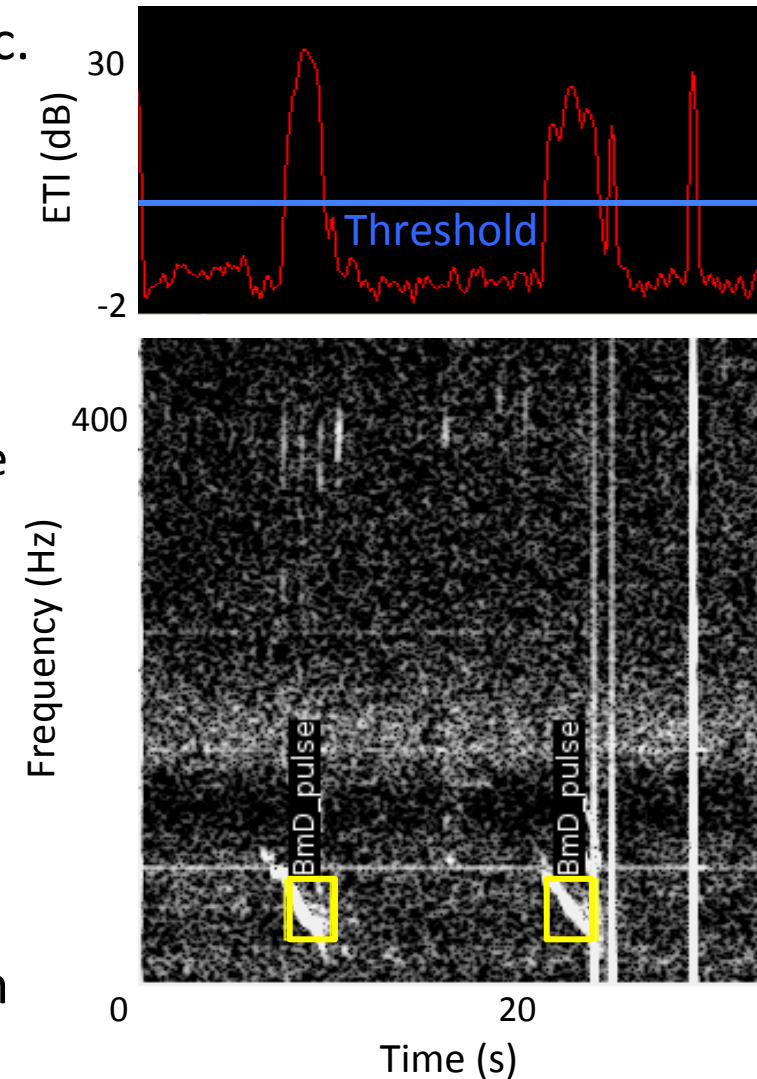 c.
30
ETI (dB)
Threshold
-2
400
e
Frequency (Hz)
BmD_pulse
BmD_pulse
n
0
20
Time (s)